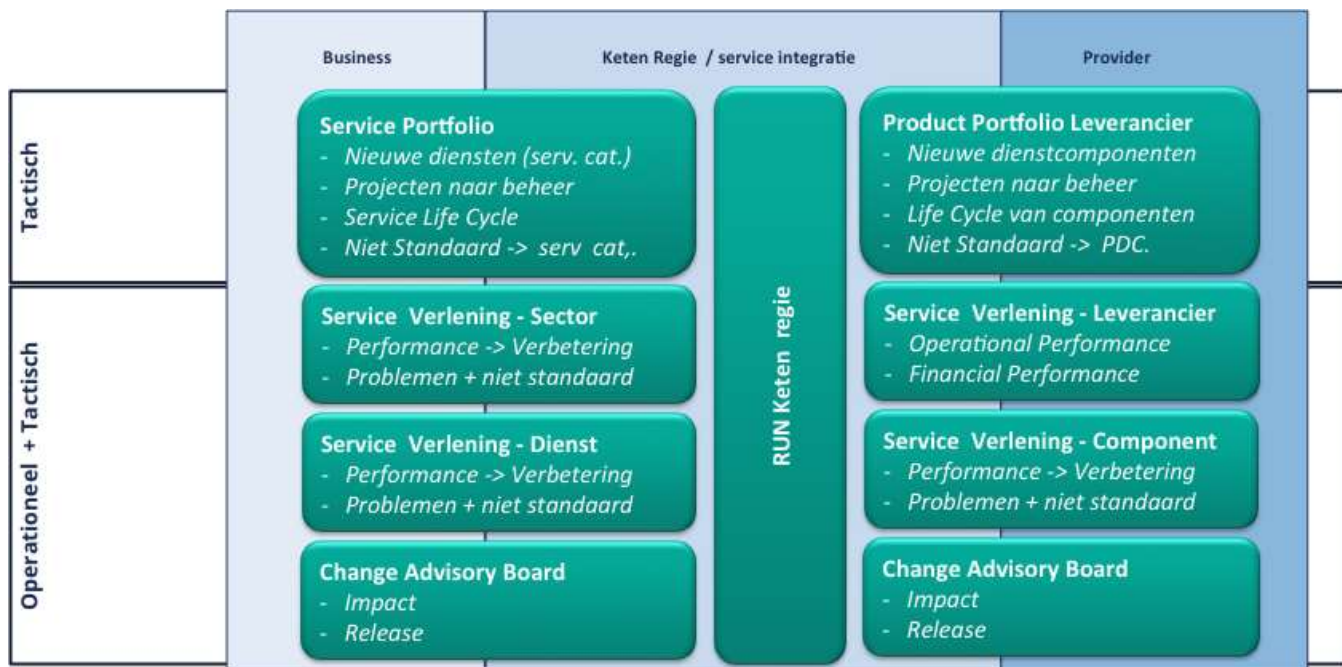 Business
Keten Regie / service integratie
Provider
Tactisch
Service Portfolio
- Nieuwe diensten (serv. cat.)
- Projecten naar beheer
- Service Life Cycle
- Niet Standaard -> serv cat,.
Product Portfolio Leverancier
- Nieuwe dienstcomponenten
- Projecten naar beheer
- Life Cycle van componenten
- Niet Standaard -> PDC.
RUN Keten regie
Operationeel + Tactisch
Service Verlening - Sector
- Performance -> Verbetering
- Problemen + niet standaard
Service Verlening - Leverancier
- Operational Performance
- Financial Performance
Service Verlening - Dienst
- Performance -> Verbetering
- Problemen + niet standaard
Service Verlening - Component
- Performance -> Verbetering
- Problemen + niet standaard
Change Advisory Board
- Impact
- Release
Change Advisory Board
- Impact
- Release